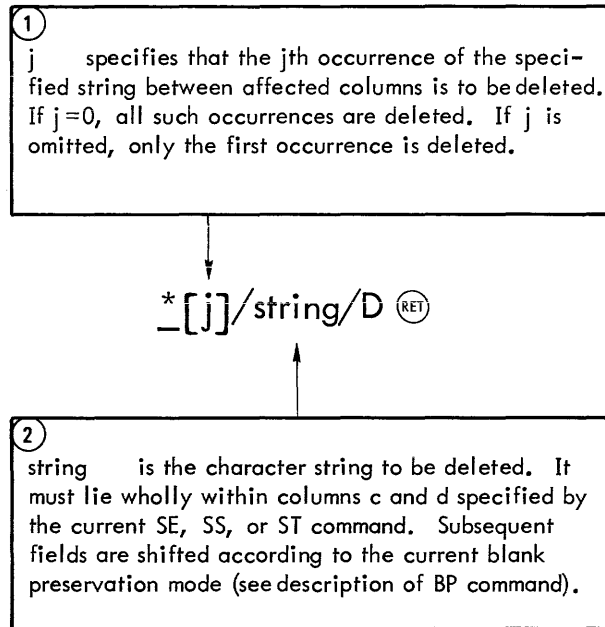 1
j specifies that the jth occurrence of the speci-
fied string between affected columns is to be deleted.
If j=0, all such occurrences are deleted. If j is
omitted, only the first occurrence is deleted.
*[j]/string/D RET
2
string is the character string to be deleted. It
must lie wholly within columns c and d specified by
the current SE, SS, or ST command. Subsequent
fields are shifted according to the current blank
preservation mode (see description of BP command).